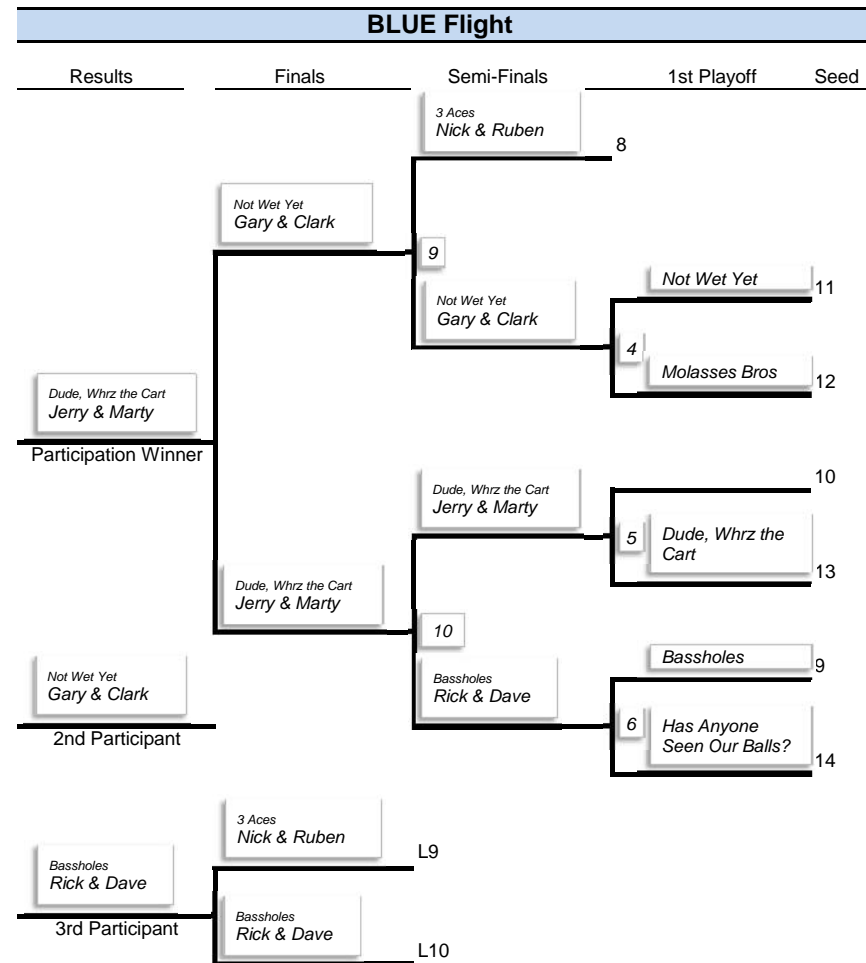 BLUE Flight
Results Finals Semi-Finals 1st Playoff Seed
3 Aces
Nick & Ruben
8
Not Wet Yet
Gary & Clark
9
Not Wet Yet
11
Not Wet Yet
Gary & Clark
4
Molasses Bros
12
Dude, Whrz the Cart
Jerry & Marty
Participation Winner
10
Dude, Whrz the Cart
Jerry & Marty
5
Dude, Whrz the
Cart
13
Dude, Whrz the Cart
Jerry & Marty
10
Bassholes
9
Not Wet Yet
Gary & Clark
2nd Participant
Bassholes
Rick & Dave
6
Has Anyone
Seen Our Balls?
14
3 Aces
Nick & Ruben
L9
Bassholes
Rick & Dave
3rd Participant
Bassholes
Rick & Dave
L10